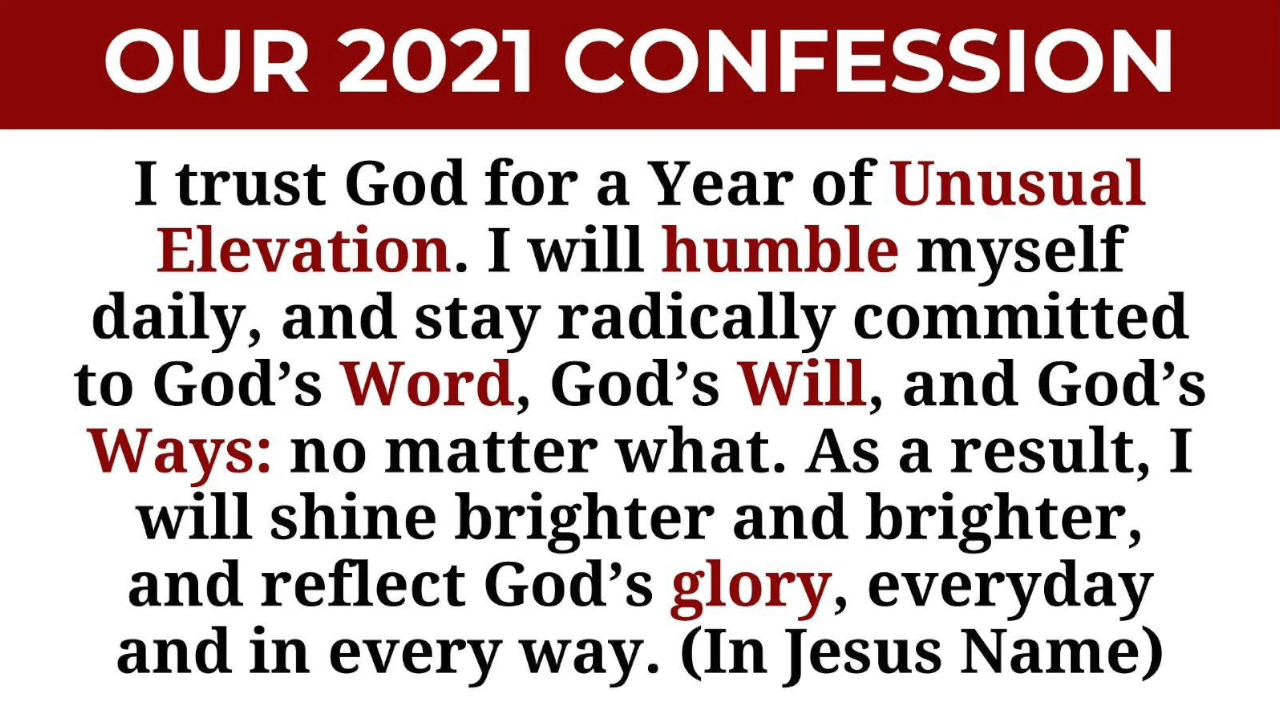 OUR 2021 CONFESSION
I trust God for a Year of Unusual
Elevation. I will humble myself
daily, and stay radically committed
to God’s Word, God’s Will, and God’s
Ways: no matter what. As a result, I
will shine brighter and brighter,
and reflect God’s glory, everyday
and in every way. (In Jesus Name)